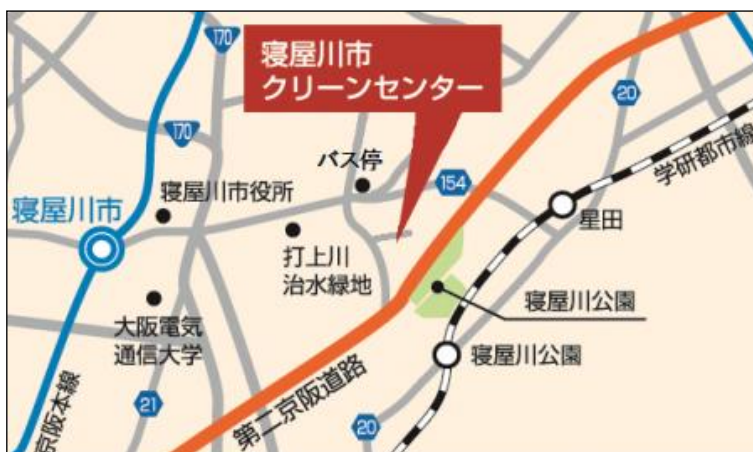 170
寝屋川市
クリーンセンター
20
170
バス停
154
学研都市線
寝屋川市役所
寝屋川市
星田
打上川
治水緑地
寝屋川公園
大阪電気
通信大学
寝屋川公園
第二京阪道路
21
20
京阪本線